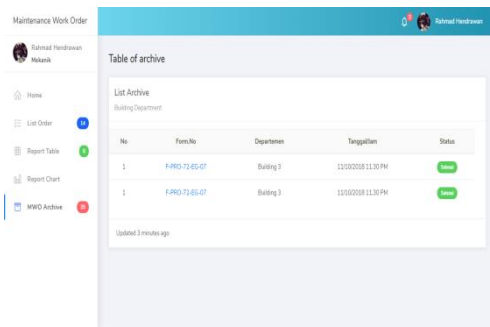 Maintenance Work Order
Rahmad Hendrawan
Rahmad Hendrawan
Mekanik
Table of archive
Home
List Order
14
Report Table
Report Chart
MWO Archive
List Archive
Building Department
No Form.No Departemen Tanggal/Jam Status
1 F-PRO-72-EG-07 Building 3 11/10/2018 11.30 PM
1 F-PRO-72-EG-07 Building 3 11/10/2018 11.30 PM
Updated 3 minutes ago